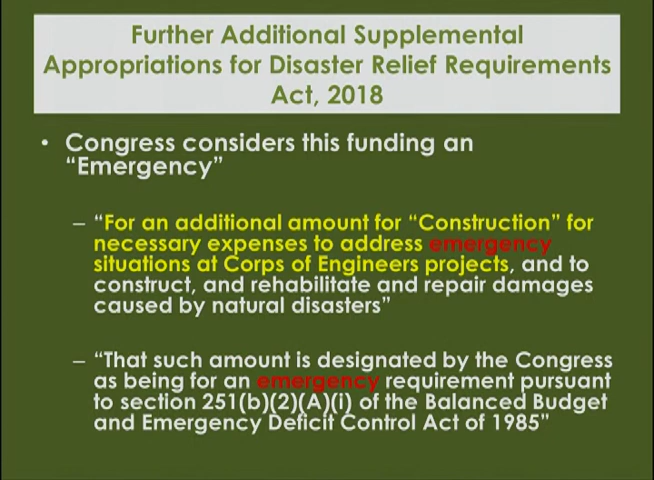 Further Additional Supplemental
Appropriations for Disaster Relief Requirements
Act, 2018
• Congress considers this funding an
“Emergency”
– “For an additional amount for “Construction” for
necessary expenses to address emergency
situations at Corps of Engineers projects, and to
construct, and rehabilitate and repair damages
caused by natural disasters”
– “That such amount is designated by the Congress
as being for an emergency requirement pursuant
to section 251(b)(2)(A)(i) of the Balanced Budget
and Emergency Deficit Control Act of 1985”